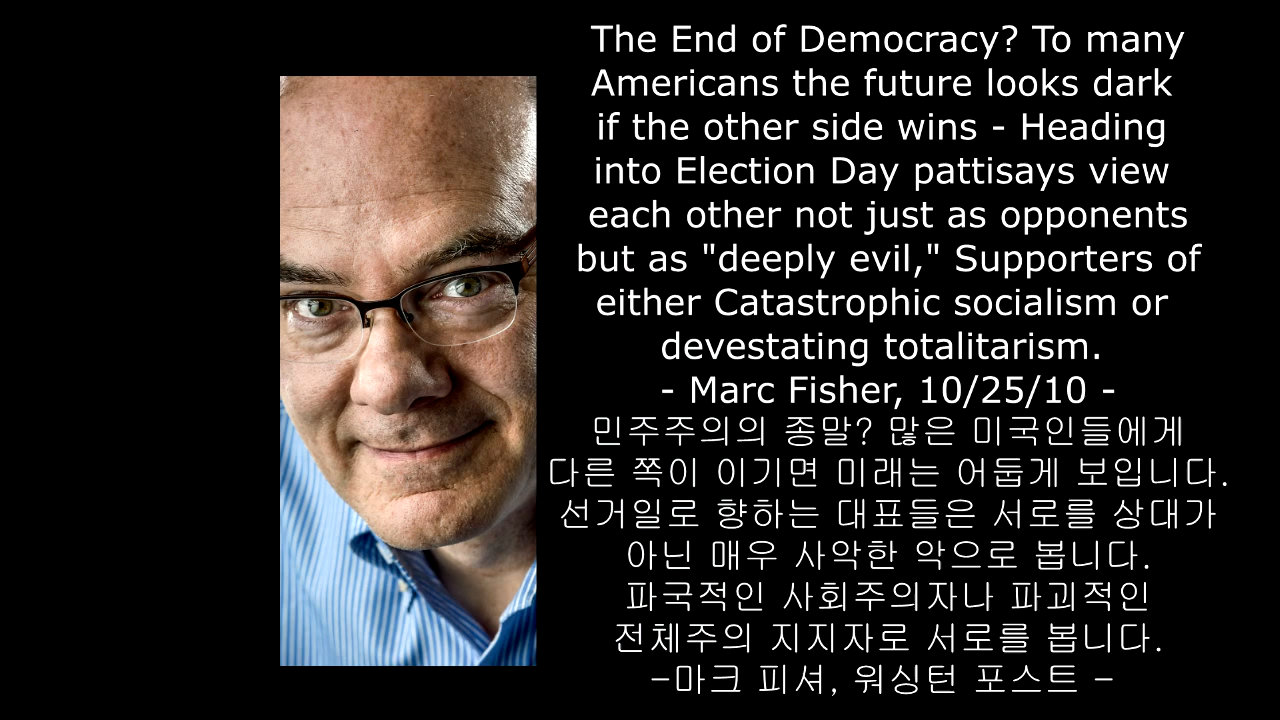 The End of Democracy? To many
Americans the future looks dark
if the other side wins - Heading
into Election Day pattisays view
each other not just as opponents
but as "deeply evil," Supporters of
either Catastrophic socialism or
devestating totalitarism.
- Marc Fisher, 10/25/10 -
민주주의의 종말? 많은 미국인들에게
다른 쪽이 이기면 미래는 어둡게 보입니다.
선거일로 향하는 대표들은 서로를 상대가
아닌 매우 사악한 악으로 봅니다.
파국적인 사회주의자나 파괴적인
전체주의 지지자로 서로를 봅니다.
-마크 피셔, 워싱턴 포스트 -